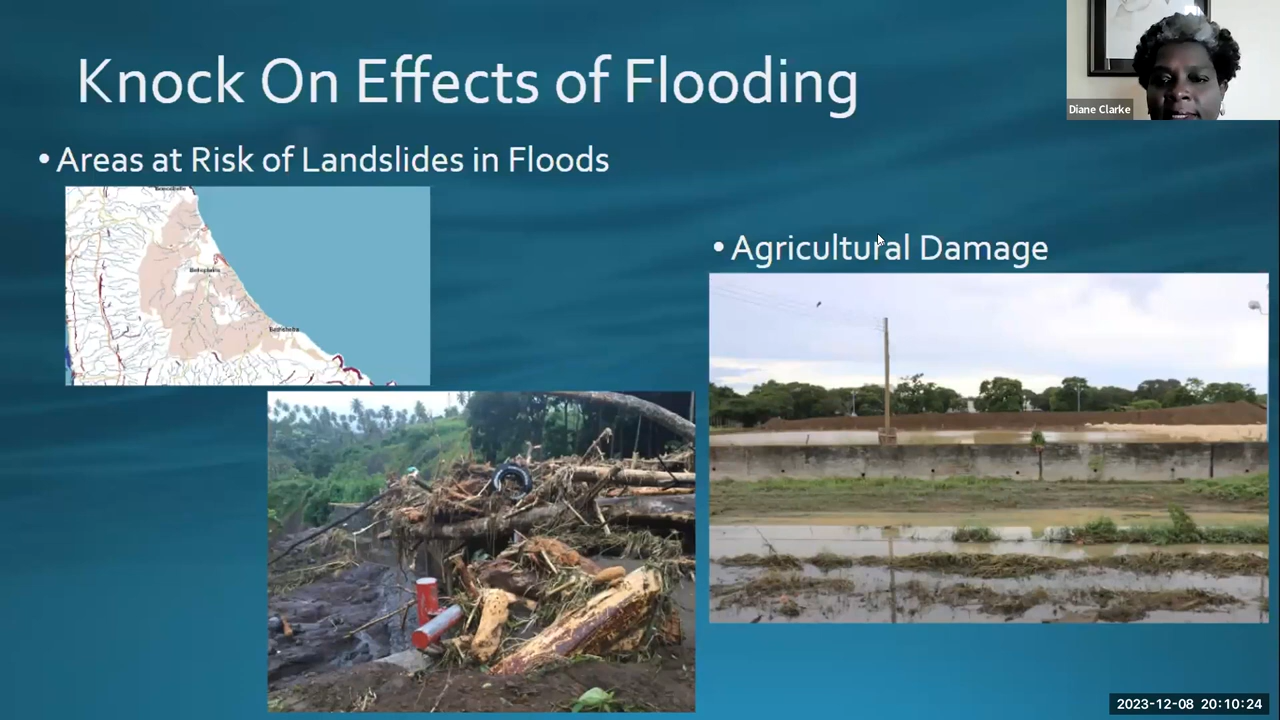 Knock On Effects of Flooding
Diane Clarke
• Areas at Risk of Landslides in Floods
Bathsheba
• Agricultural Damage
2023-12-08 20:10:24